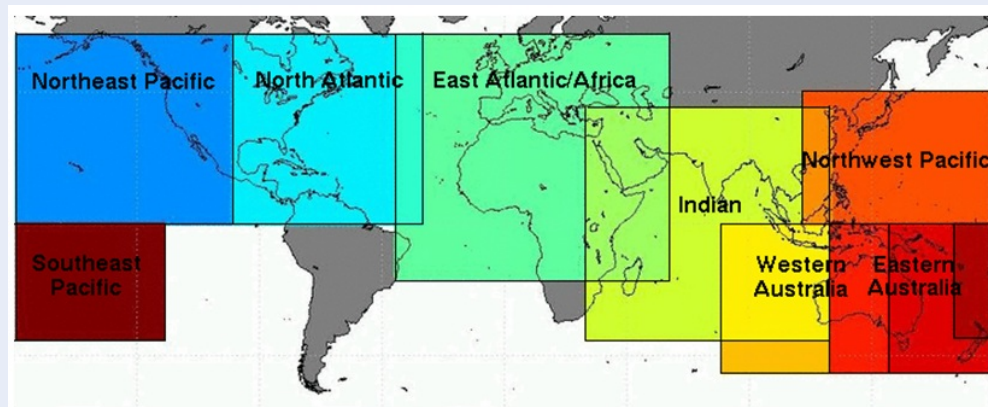 Northeast Pacific
North Atlantic
East Atlantic/Africa
Northwest Pacific
Indian
Southeast
Pacific
Western
Australia
Eastern
Australia